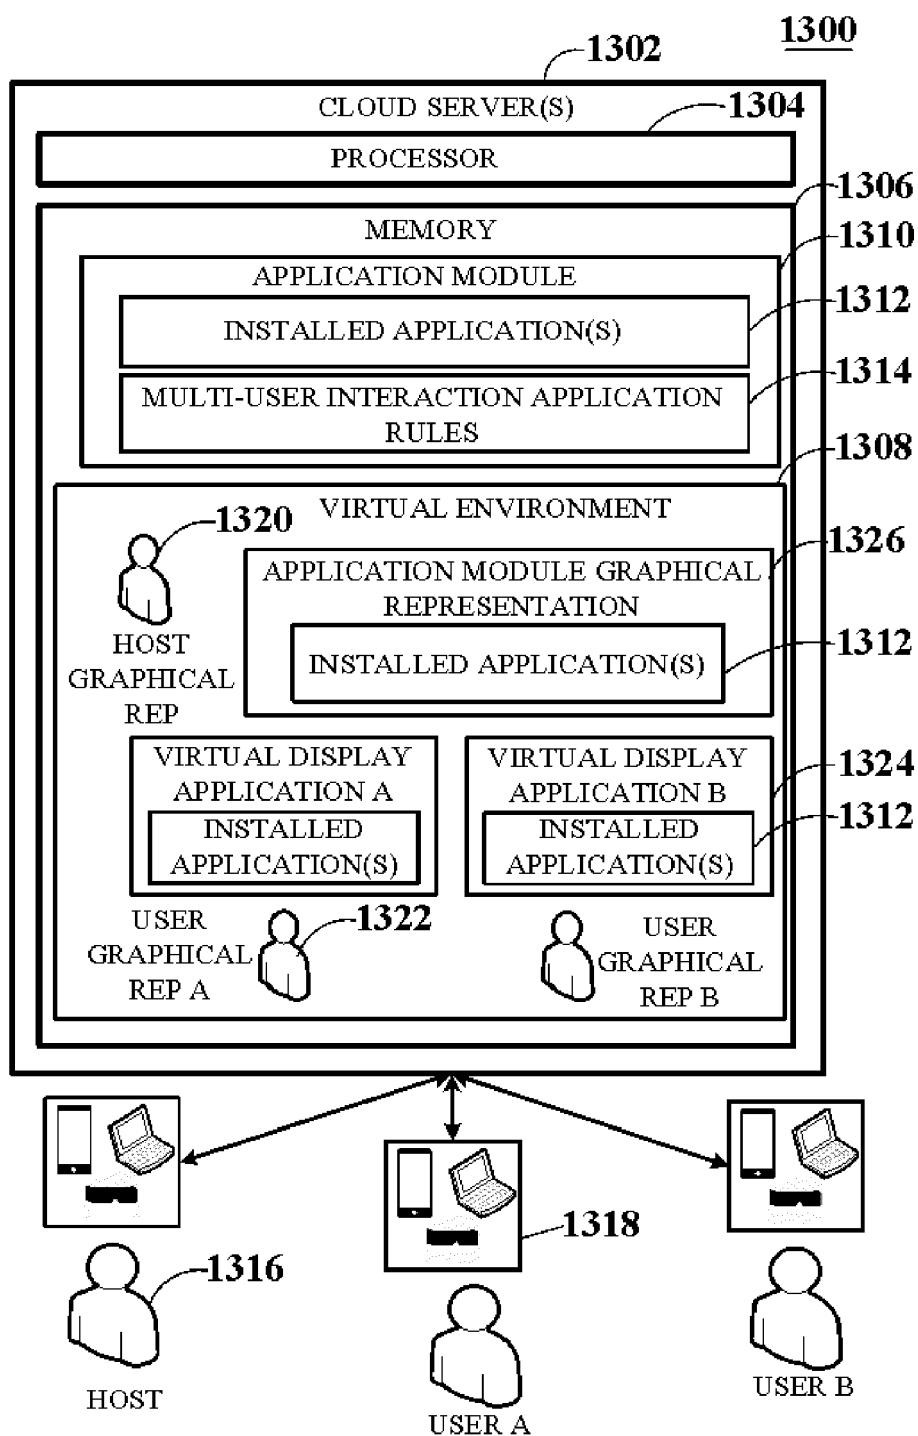 1300
1302
CLOUD SERVER(S)
1304
PROCESSOR
1306
MEMORY
1310
APPLICATION MODULE
1312
INSTALLED APPLICATION(S)
1314
MULTI-USER INTERACTION APPLICATION
RULES
1308
VIRTUAL ENVIRONMENT
1320
1326
APPLICATION MODULE GRAPHICAL
REPRESENTATION
HOST
GRAPHICAL
REP
1312
INSTALLED APPLICATION(S)
VIRTUAL DISPLAY
APPLICATION A
INSTALLED
APPLICATION(S)
VIRTUAL DISPLAY
APPLICATION B
1324
INSTALLED
APPLICATION(S)
1312
USER
GRAPHICAL
REP A
1322
USER
GRAPHICAL
REP B
1318
1316
HOST
USER A
USER B